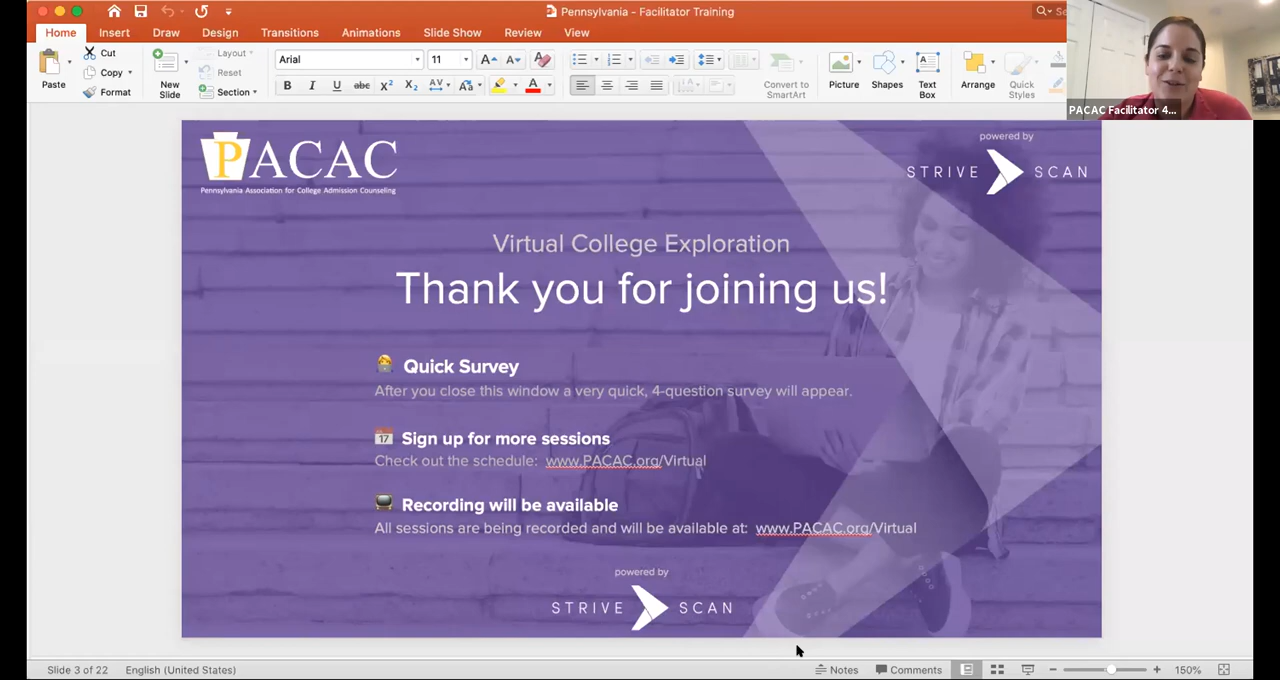 Pennsylvania - Facilitator Training
Home Insert Draw Design Transitions Animations Slide Show Review View
Paste
Cut
Copy
Format
New Slide
Layout
Reset
Section
Arial 11
B I U abc X² X₂ AV Aa A
Convert to SmartArt
Picture
Shapes
Text Box
Arrange
Quick Styles
PACAC Facilitator 4...
PACAC
Pennsylvania Association for College Admission Counseling
powered by
STRIVE SCAN
Virtual College Exploration
Thank you for joining us!
Quick Survey
After you close this window a very quick, 4-question survey will appear.
17 Sign up for more sessions
Check out the schedule: www.PACAC.org/Virtual
Recording will be available
All sessions are being recorded and will be available at: www.PACAC.org/Virtual
powered by
STRIVE SCAN
Slide 3 of 22 English (United States) Notes Comments 150%